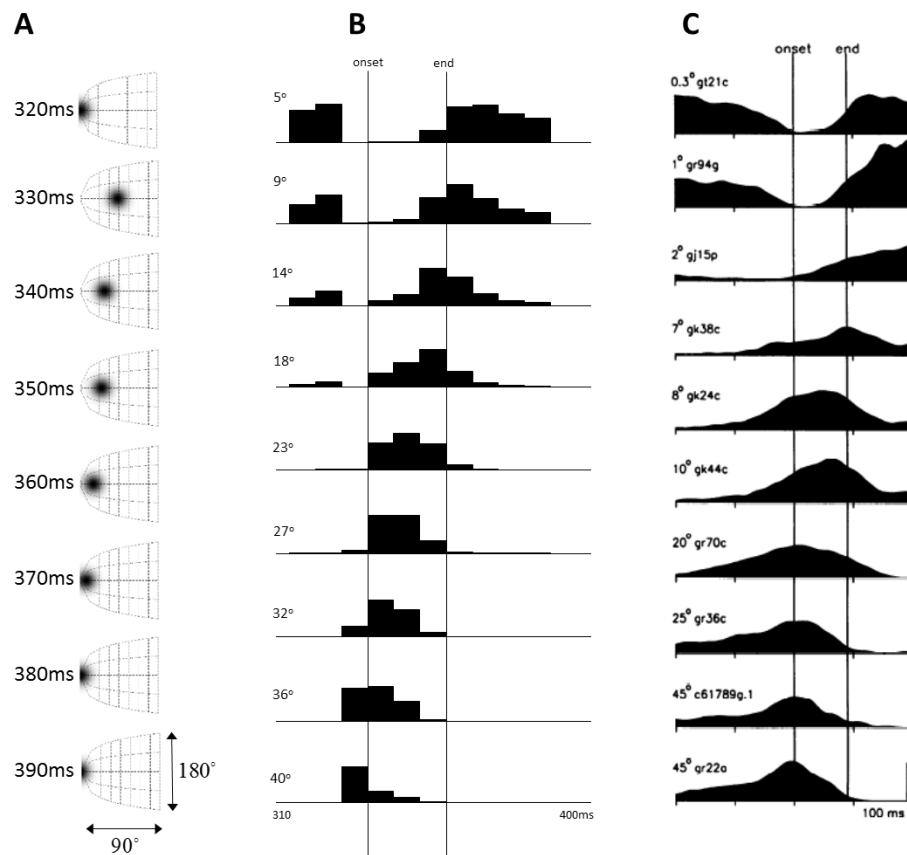 A
320ms
330ms
340ms
350ms
360ms
370ms
380ms
390ms
180°
90°
B
onset end
5°
9°
14°
18°
23°
27°
32°
36°
40°
310 400ms
C
onset end
0.3° gt21c
1° gr94g
2° gj15p
7° gk38c
8° gk24c
10° gk44c
20° gr70c
25° gr36c
45° c61789g.1
45° gr22a
100 ms